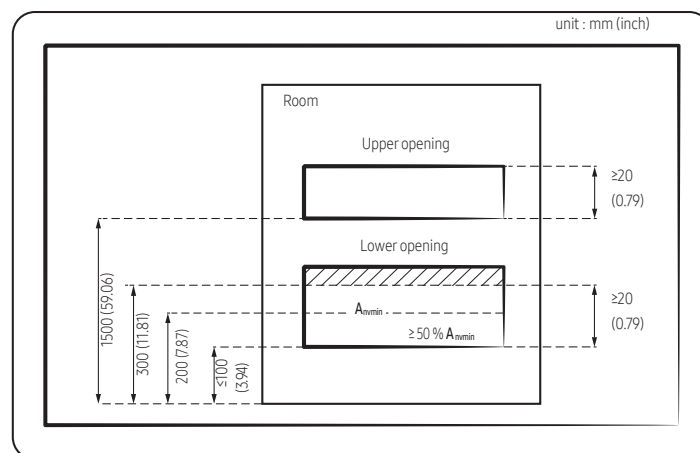 unit : mm (inch)
Room
Upper opening
≥20
(0.79)
Lower opening
1500 (59.06)
300 (11.81)
200 (7.87)
≤100
(3.94)
Anvmin
≥ 50 % Anvmin
≥20
(0.79)